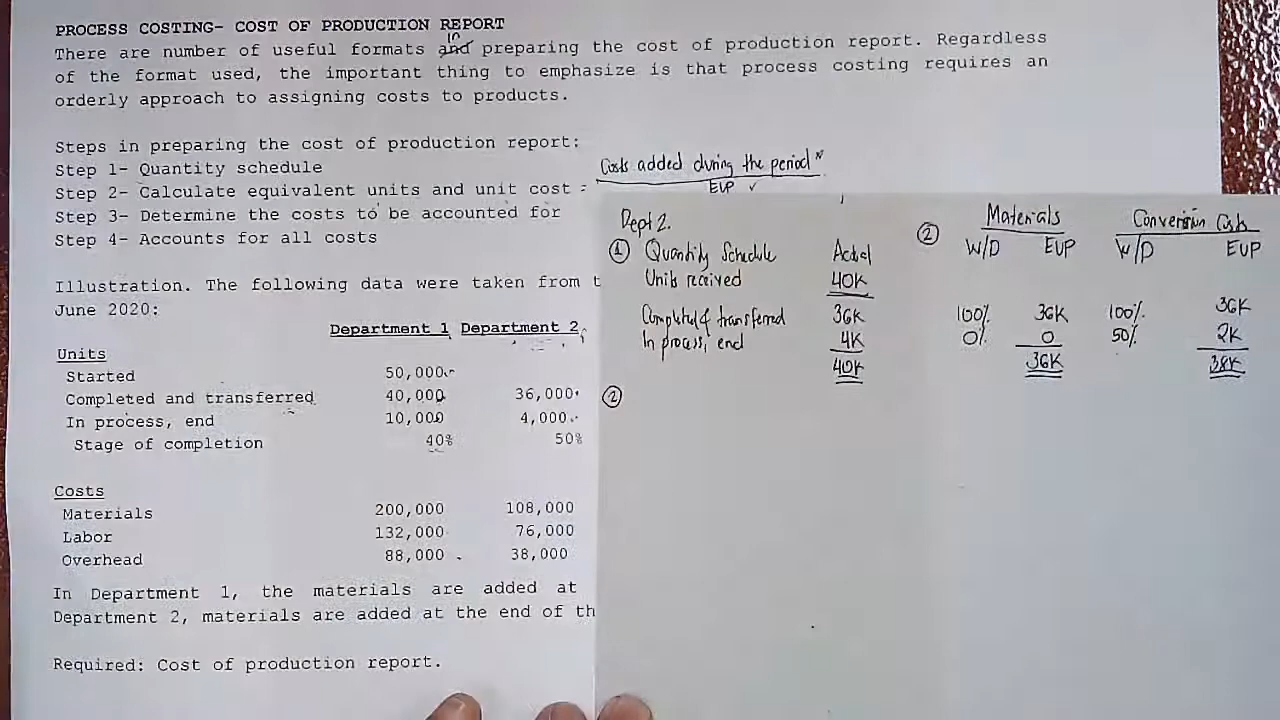 PROCESS COSTING- COST OF PRODUCTION REPORT
in
There are number of useful formats and preparing the cost of production report. Regardless
of the format used, the important thing to emphasize is that process costing requires an
orderly approach to assigning costs to products.
Steps in preparing the cost of production report:
Step 1- Quantity schedule
Step 2- Calculate equivalent units and unit cost = Costs added during the period
EUP
Step 3- Determine the costs to be accounted for
Step 4- Accounts for all costs
Illustration. The following data were taken from t
June 2020:
Department 1 Department 2
Units
Started 50,000
Completed and transferred 40,000 36,000
In process, end 10,000 4,000
Stage of completion 40% 50%
Costs
Materials 200,000 108,000
Labor 132,000 76,000
Overhead 88,000 38,000
In Department 1, the materials are added at
Department 2, materials are added at the end of th
Required: Cost of production report.
Dept 2.
① Quantity Schedule Actual
Units received 40K
Completed & transferred 36K
In process, end 4K
40K
②
② Materials Conversion Costs
W/D EUP W/D EUP
100% 36K 100% 36K
0% 0 50% 2K
36K 38K